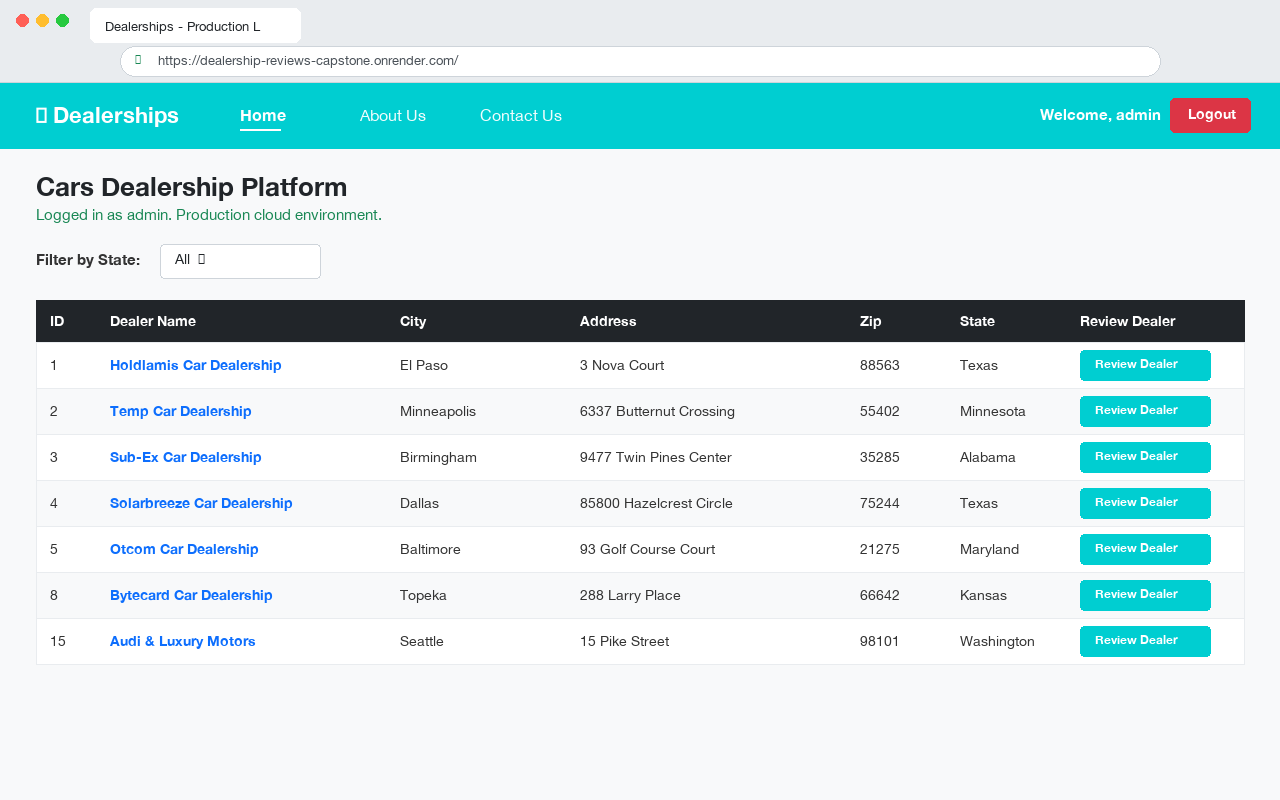 Dealerships - Production L
https://dealership-reviews-capstone.onrender.com/
Dealerships Home About Us Contact Us Welcome, admin Logout
Cars Dealership Platform
Logged in as admin. Production cloud environment.
Filter by State: All
ID Dealer Name City Address Zip State Review Dealer
1 Holdlamis Car Dealership El Paso 3 Nova Court 88563 Texas Review Dealer
2 Temp Car Dealership Minneapolis 6337 Butternut Crossing 55402 Minnesota Review Dealer
3 Sub-Ex Car Dealership Birmingham 9477 Twin Pines Center 35285 Alabama Review Dealer
4 Solarbreeze Car Dealership Dallas 85800 Hazelcrest Circle 75244 Texas Review Dealer
5 Otcom Car Dealership Baltimore 93 Golf Course Court 21275 Maryland Review Dealer
8 Bytecard Car Dealership Topeka 288 Larry Place 66642 Kansas Review Dealer
15 Audi & Luxury Motors Seattle 15 Pike Street 98101 Washington Review Dealer